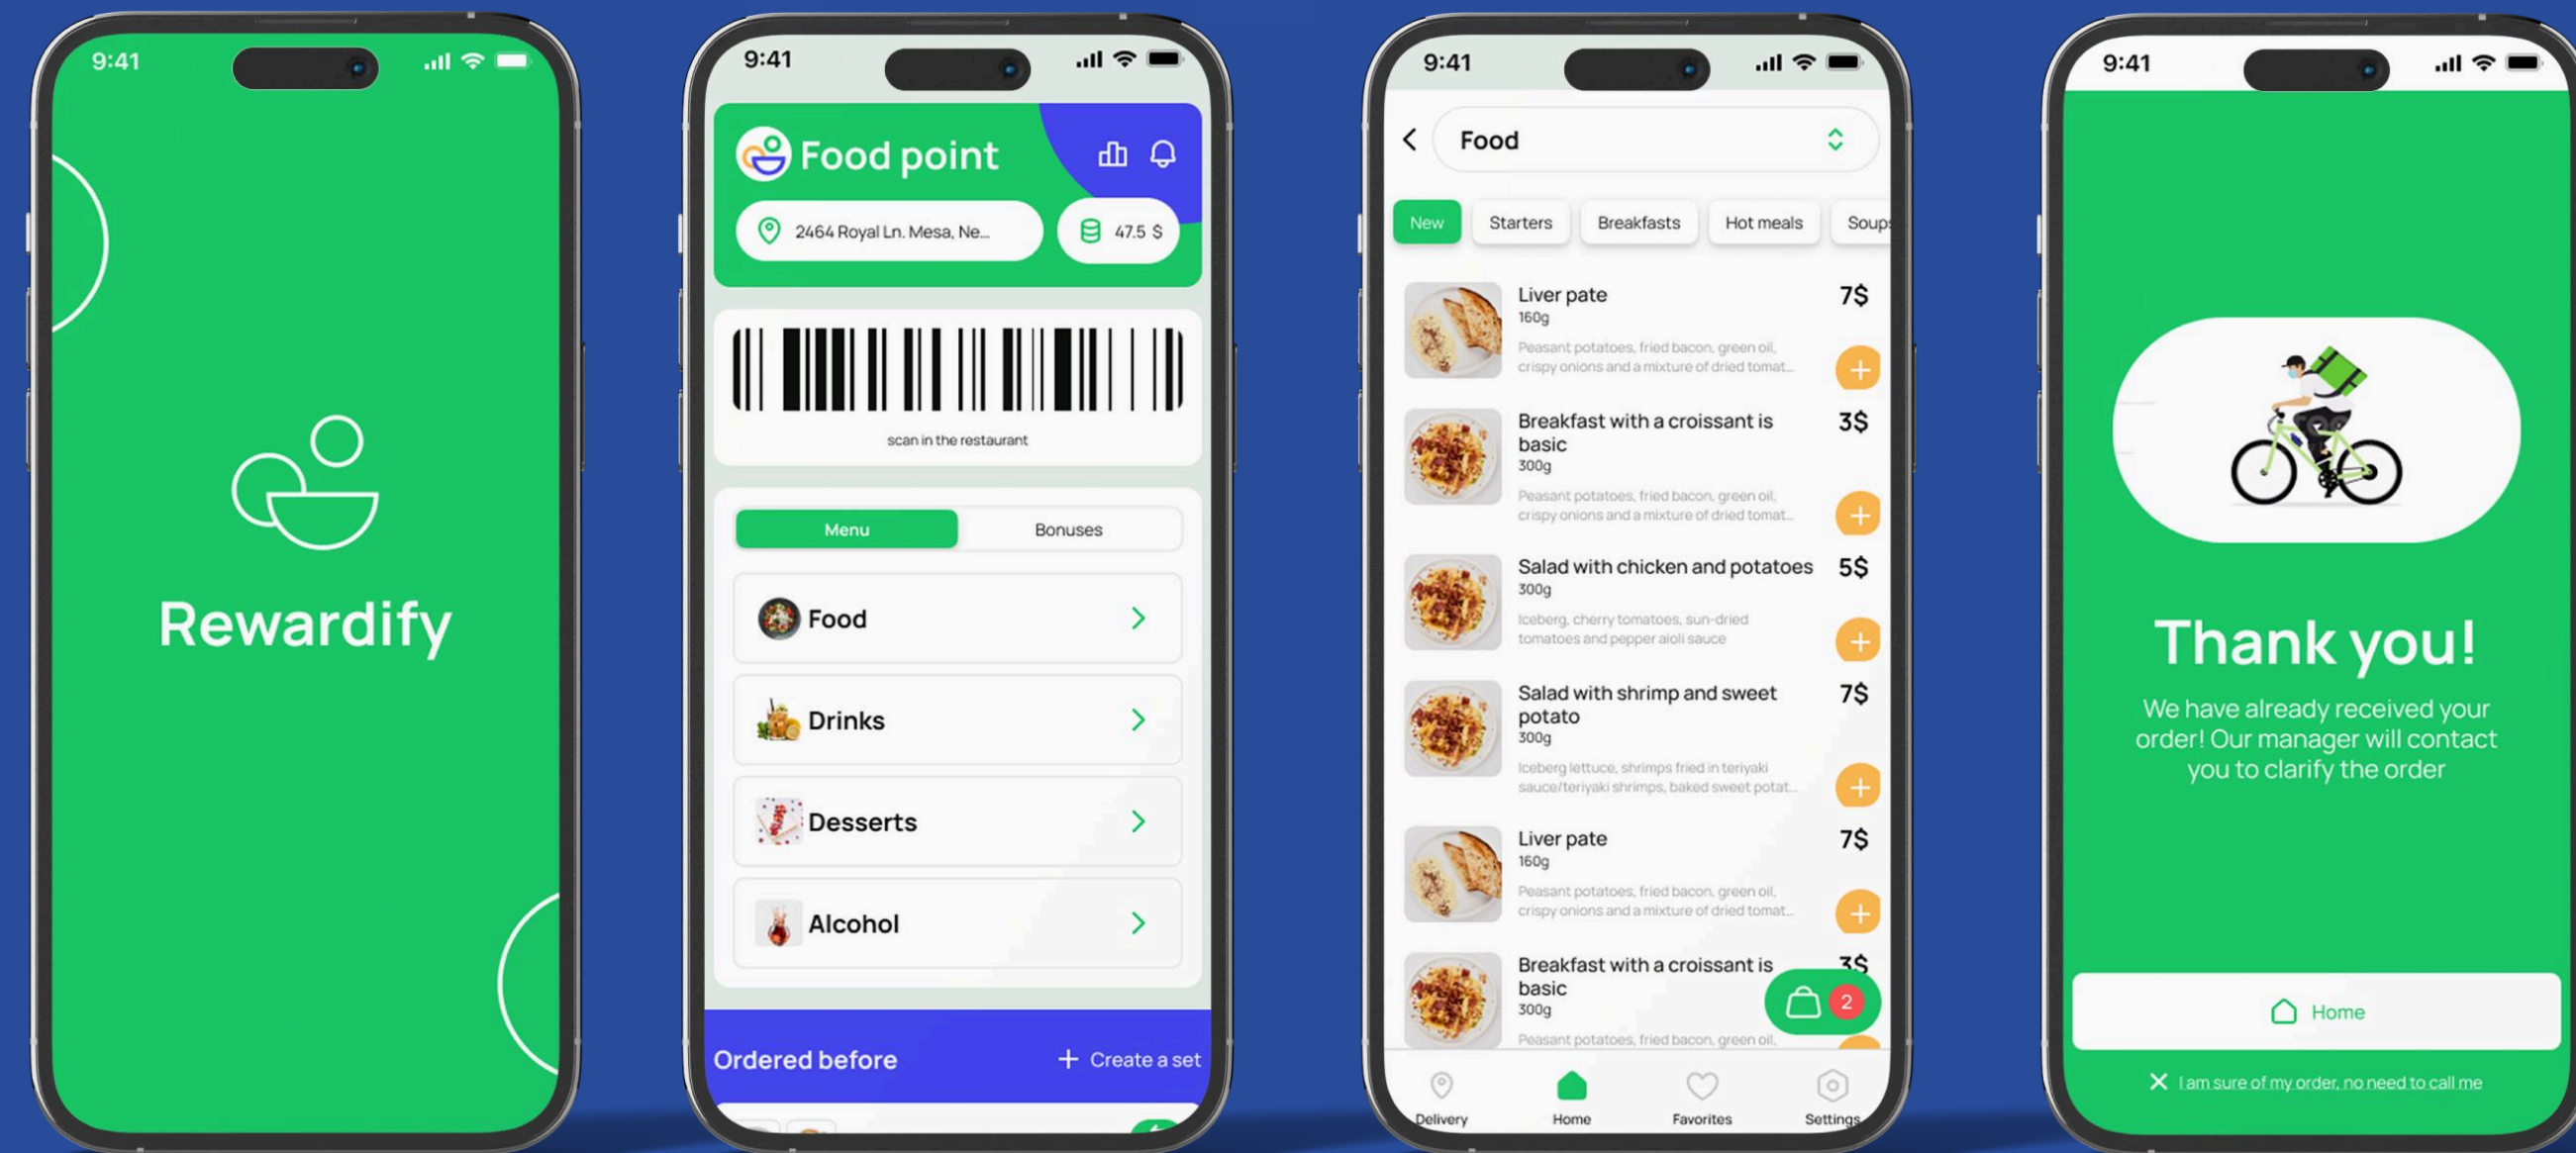 9:41
Rewardify
9:41
Food point
2464 Royal Ln. Mesa, Ne...
47.5 $
scan in the restaurant
Menu
Bonuses
Food
Drinks
Desserts
Alcohol
Ordered before
+ Create a set
9:41
Food
New
Starters
Breakfasts
Hot meals
Soups
Liver pate
7$
160g
Peasant potatoes, fried bacon, green oil,
crispy onions and a mixture of dried tomat...
Breakfast with a croissant is
3$
basic
300g
Peasant potatoes, fried bacon, green oil,
crispy onions and a mixture of dried tomat...
Salad with chicken and potatoes
5$
300g
Iceberg, cherry tomatoes, sun-dried
tomatoes and pepper aioli sauce
Salad with shrimp and sweet
7$
potato
300g
Iceberg lettuce, shrimps fried in teriyaki
sauce/teriyaki shrimps, baked sweet potat...
Liver pate
7$
160g
Peasant potatoes, fried bacon, green oil,
crispy onions and a mixture of dried tomat...
Breakfast with a croissant is
3$
basic
300g
2
Peasant potatoes, fried bacon, green oil,
Delivery
Home
Favorites
Settings
9:41
Thank you!
We have already received your
order! Our manager will contact
you to clarify the order
Home
I am sure of my order, no need to call me